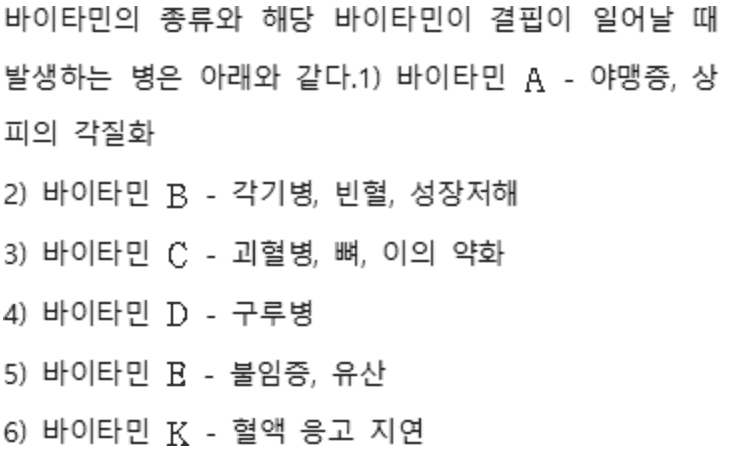 바이타민의 종류와 해당 바이타민이 결핍이 일어날 때
발생하는 병은 아래와 같다.1) 바이타민 A - 야맹증, 상
피의 각질화
2) 바이타민 B - 각기병, 빈혈, 성장저해
3) 바이타민 C - 괴혈병, 뼈, 이의 약화
4) 바이타민 D - 구루병
5) 바이타민 E - 불임증, 유산
6) 바이타민 K - 혈액 응고 지연